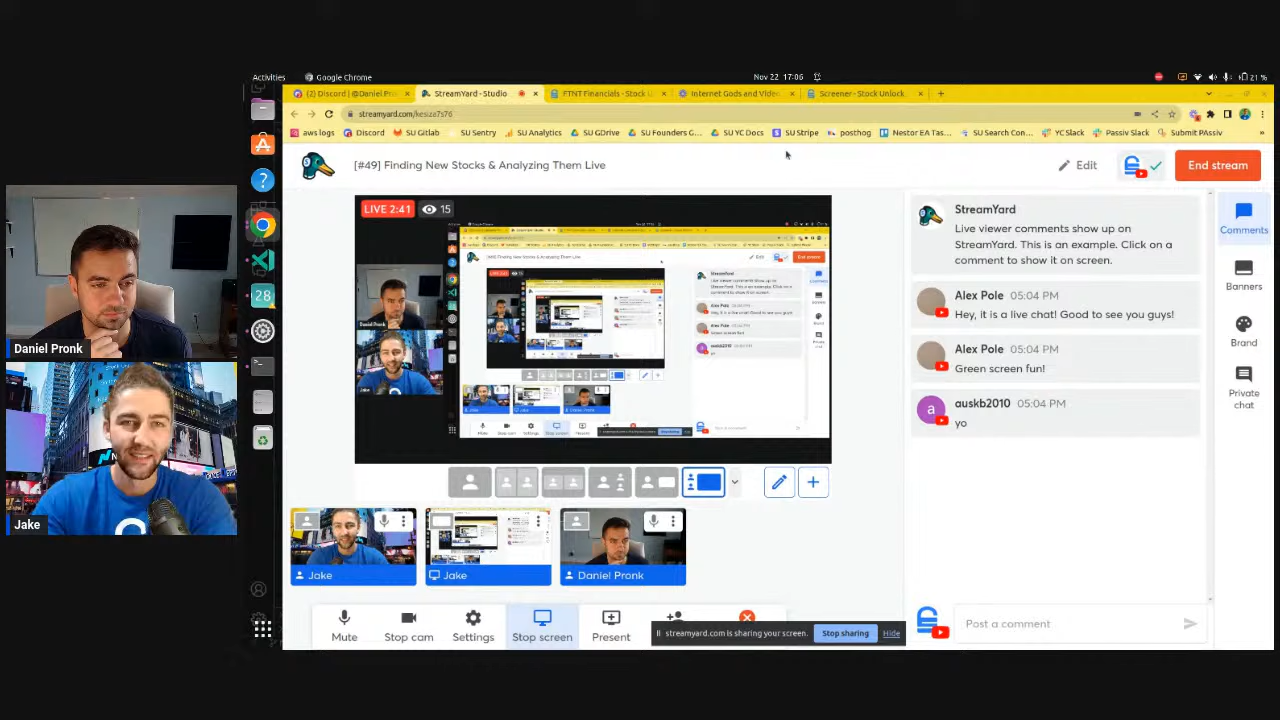 Activities
Google Chrome
Nov 22 17:06
21 %
(2) Discord | @Daniel Pro
StreamYard - Studio
FTNT Financials - Stock U
Internet Gods and Video
Screener - Stock Unlock
streamyard.com/kesiza7s76
aws logs
Discord
SU Gitlab
SU Sentry
SU Analytics
SU GDrive
SU Founders G...
SU YC Docs
SU Stripe
posthog
Nestor EA Tas...
SU Search Con...
YC Slack
Passiv Slack
Submit PAssiv
[#49] Finding New Stocks & Analyzing Them Live
Edit
End stream
LIVE 2:41
15
Daniel Pronk
Jake
Daniel Pronk
Jake
Jake
Jake
Daniel Pronk
Mute
Stop cam
Settings
Stop screen
Present
streamyard.com is sharing your screen.
Stop sharing
Hide
StreamYard
Live viewer comments show up on
StreamYard. This is an example. Click on a
comment to show it on screen.
Alex Pole 05:04 PM
Hey, it is a live chat! Good to see you guys!
Alex Pole 05:04 PM
Green screen fun!
a
auskb2010 05:04 PM
yo
Post a comment
Comments
Banners
Brand
Private
chat